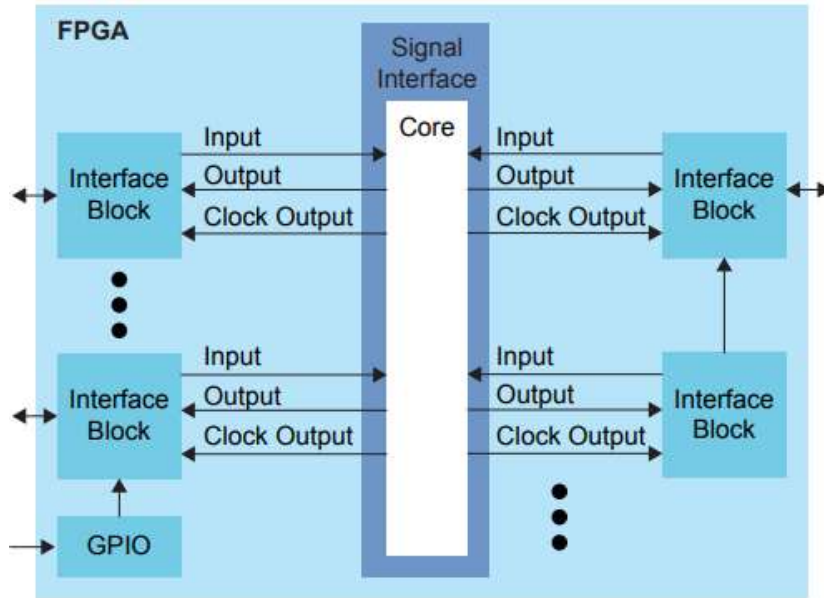 FPGA
Signal
Interface
Core
Interface
Block
Input
Output
Clock Output
Input
Output
Clock Output
Interface
Block
Interface
Block
Input
Output
Clock Output
Input
Output
Clock Output
Interface
Block
GPIO